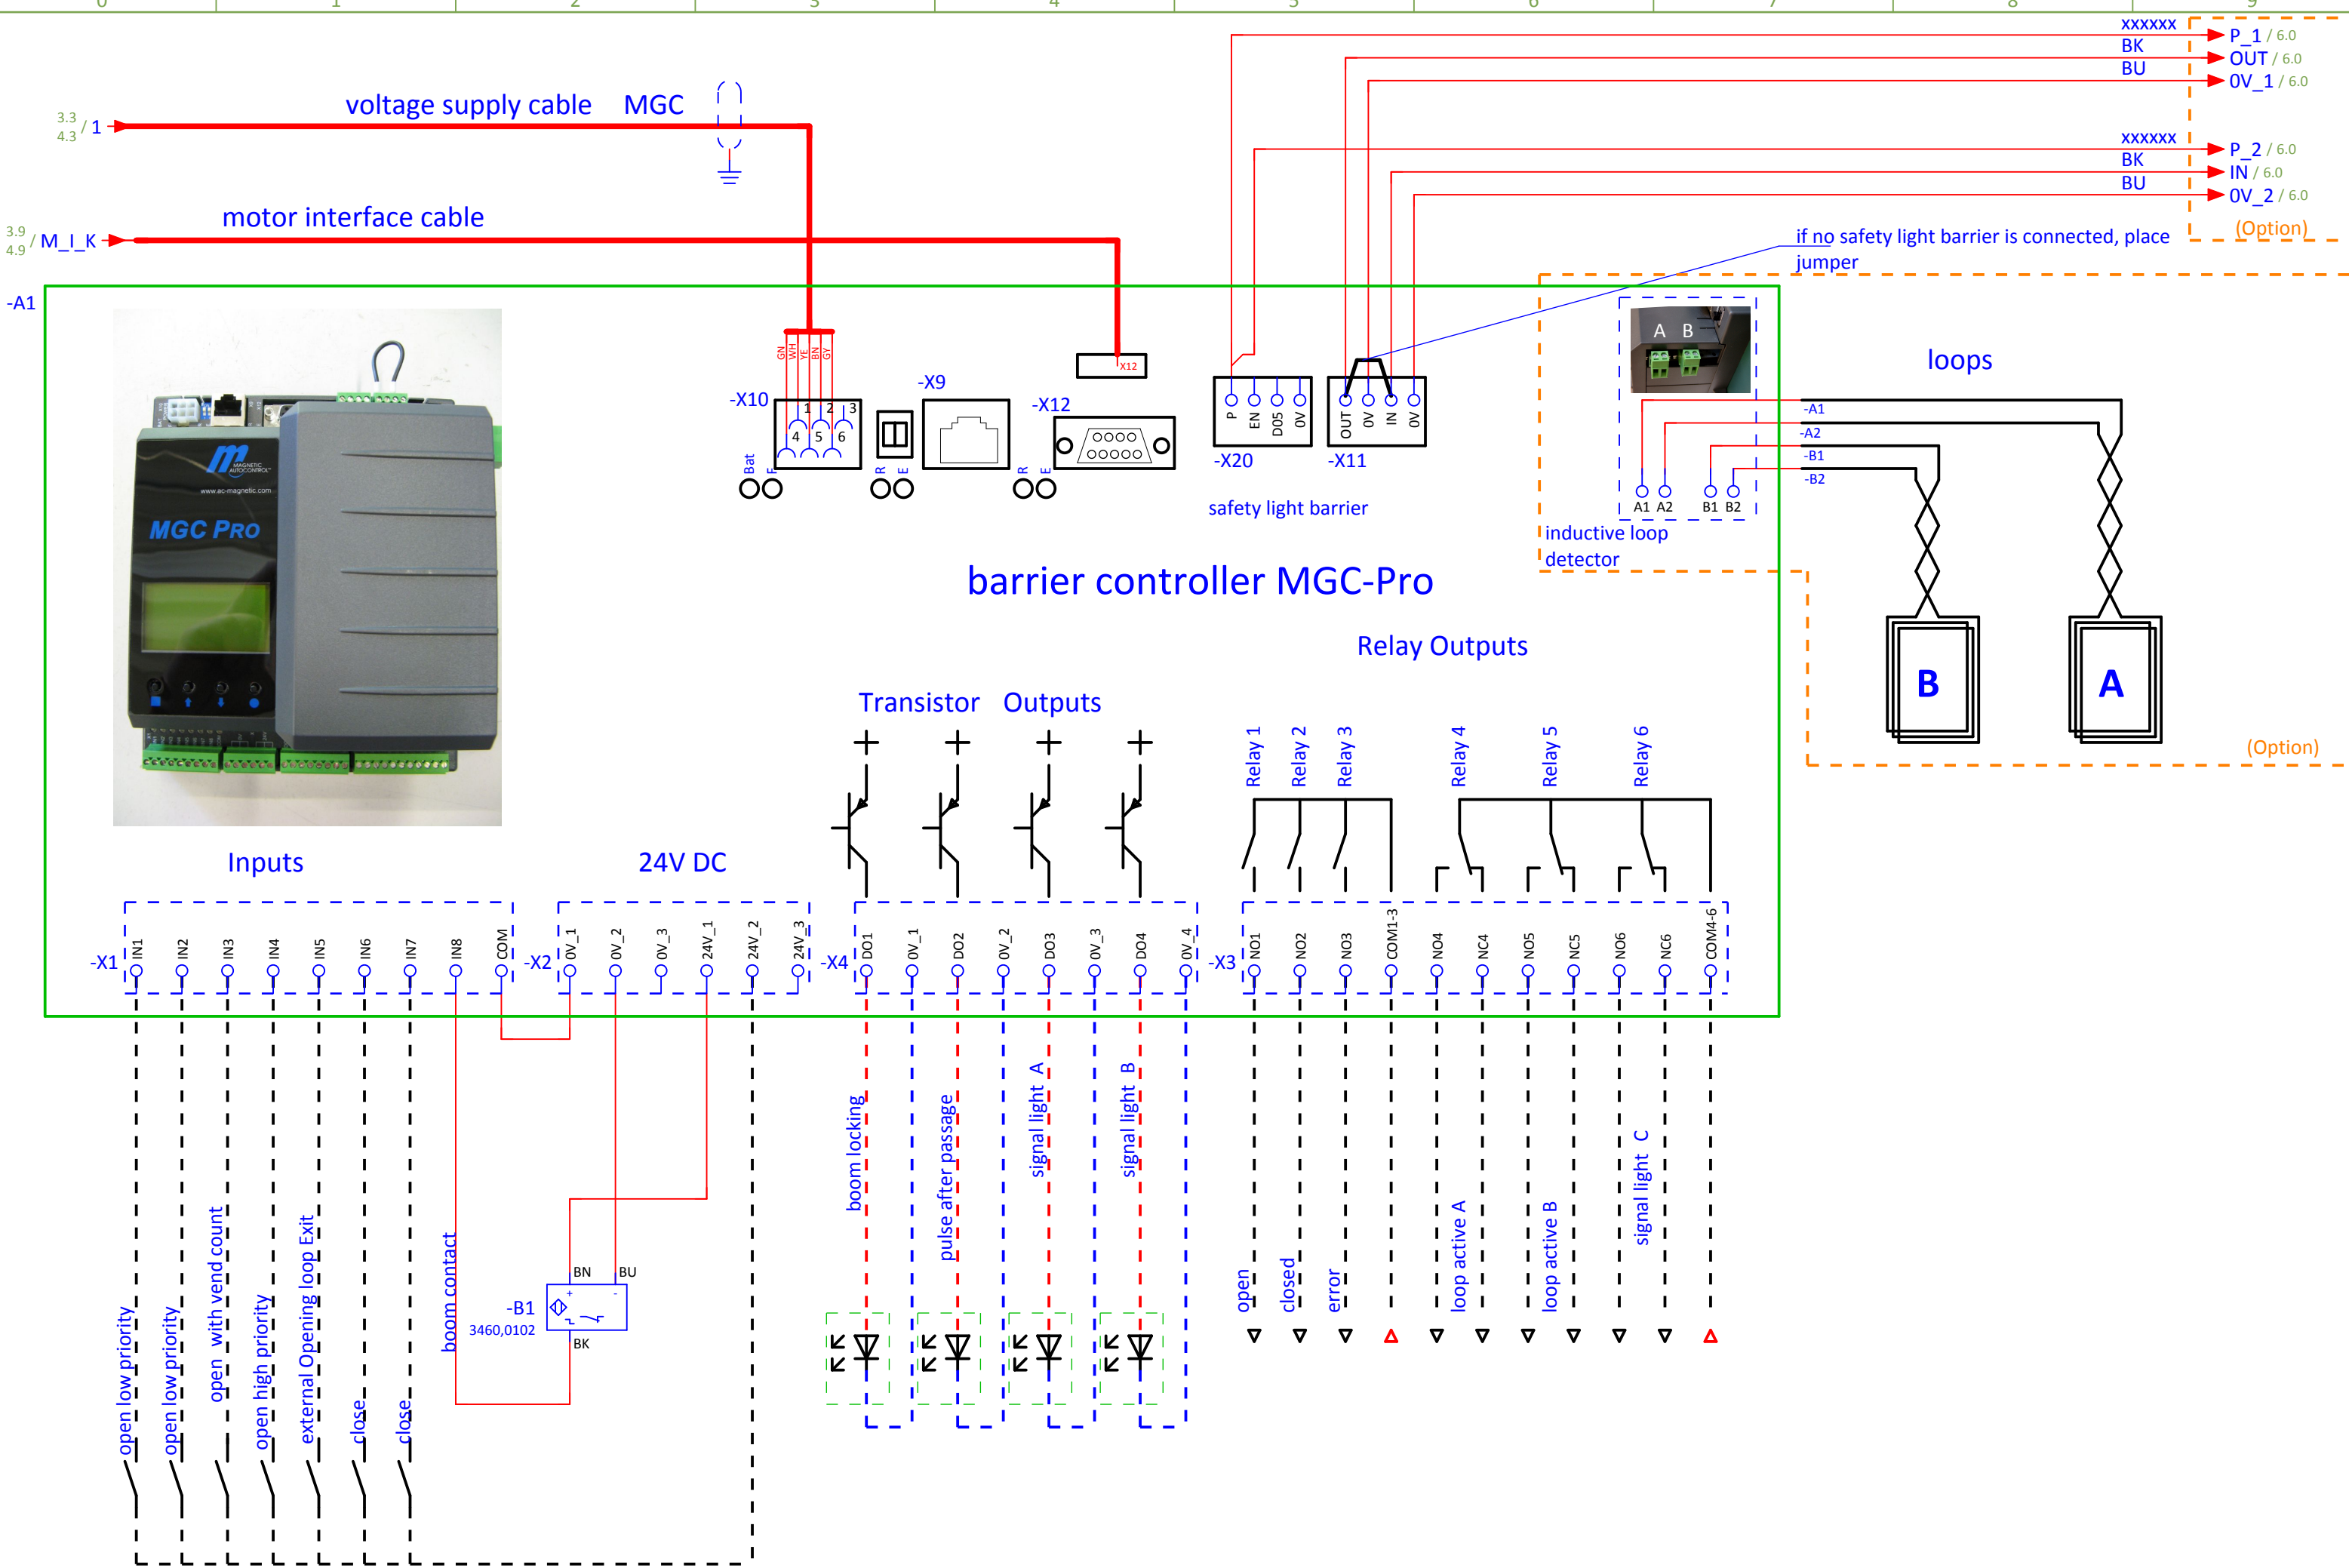 0 1 2 3 4 5 6 7 8 9
xxxxxx P_1 / 6.0
BK OUT / 6.0
BU 0V_1 / 6.0
voltage supply cable MGC
3.3
4.3 / 1
xxxxxx P_2 / 6.0
BK IN / 6.0
BU 0V_2 / 6.0
(Option)
motor interface cable
3.9
4.9 / M_I_K
if no safety light barrier is connected, place
jumper
-A1
A B
GN WH YE BN GY
X12
loops
-X10 -X9 -X12
1 2 3
4 5 6
P EN D05 0V
OUT 0V IN 0V
-X20 -X11
-A1
-A2
-B1
-B2
Bat F R E R E
A1 A2 B1 B2
safety light barrier
inductive loop
detector
MAGNETIC
AUTOCONTROL
www.ac-magnetic.com
MGC PRO
barrier controller MGC-Pro
Relay Outputs
B A
Transistor Outputs
Relay 1 Relay 2 Relay 3 Relay 4 Relay 5 Relay 6
(Option)
Inputs 24V DC
-X1 IN1 IN2 IN3 IN4 IN5 IN6 IN7 IN8 COM
-X2 0V_1 0V_2 0V_3 24V_1 24V_2 24V_3
-X4 DO1 0V_1 DO2 0V_2 DO3 0V_3 DO4 0V_4
-X3 NO1 NO2 NO3 COM1-3 NO4 NC4 NO5 NC5 NO6 NC6 COM4-6
open low priority
open low priority
open with vend count
open high priority
external Opening loop Exit
close
close
boom contact
BN BU
+ -
-B1
3460,0102
BK
boom locking
pulse after passage
signal light A
signal light B
open
closed
error
loop active A
loop active B
signal light C